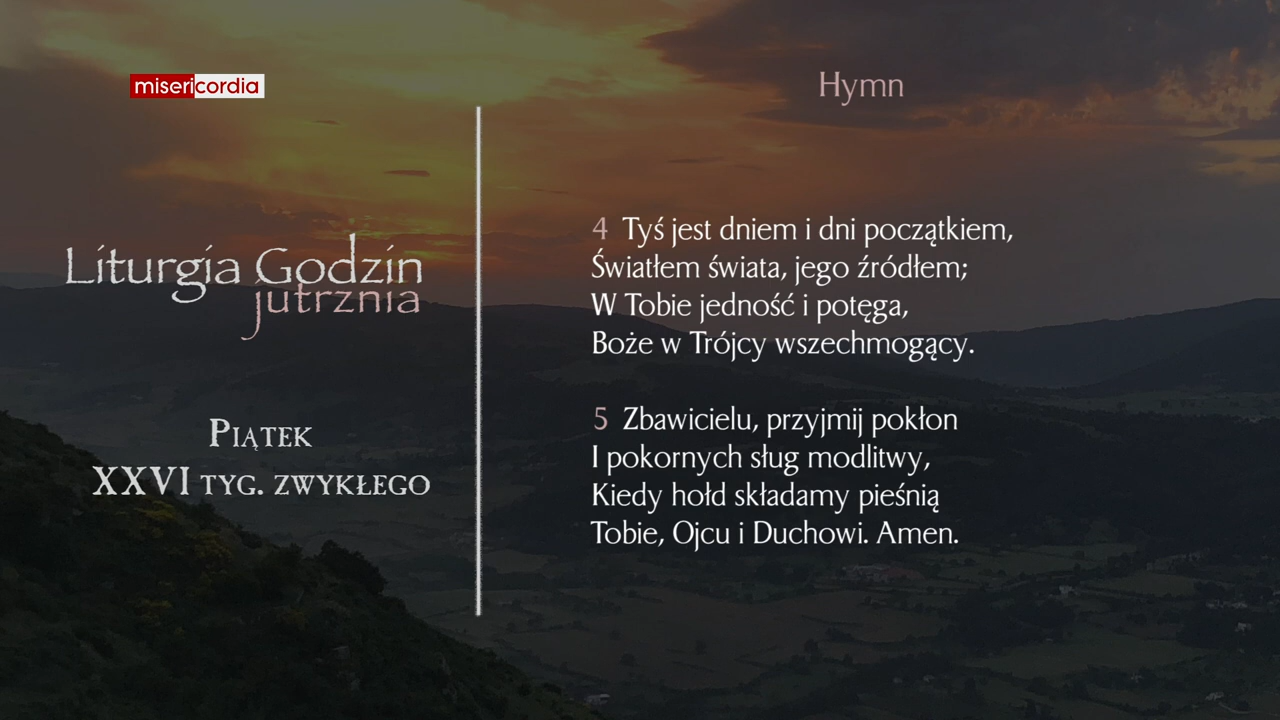 misericordia
Liturgia Godzin
jutrznia
Piątek
XXVI tyg. zwykłego
Hymn
4 Tyś jest dniem i dni początkiem,
Światłem świata, jego źródłem;
W Tobie jedność i potęga,
Boże w Trójcy wszechmogący.
5 Zbawicielu, przyjmij pokłon
I pokornych sług modlitwy,
Kiedy hołd składamy pieśnią
Tobie, Ojcu i Duchowi. Amen.